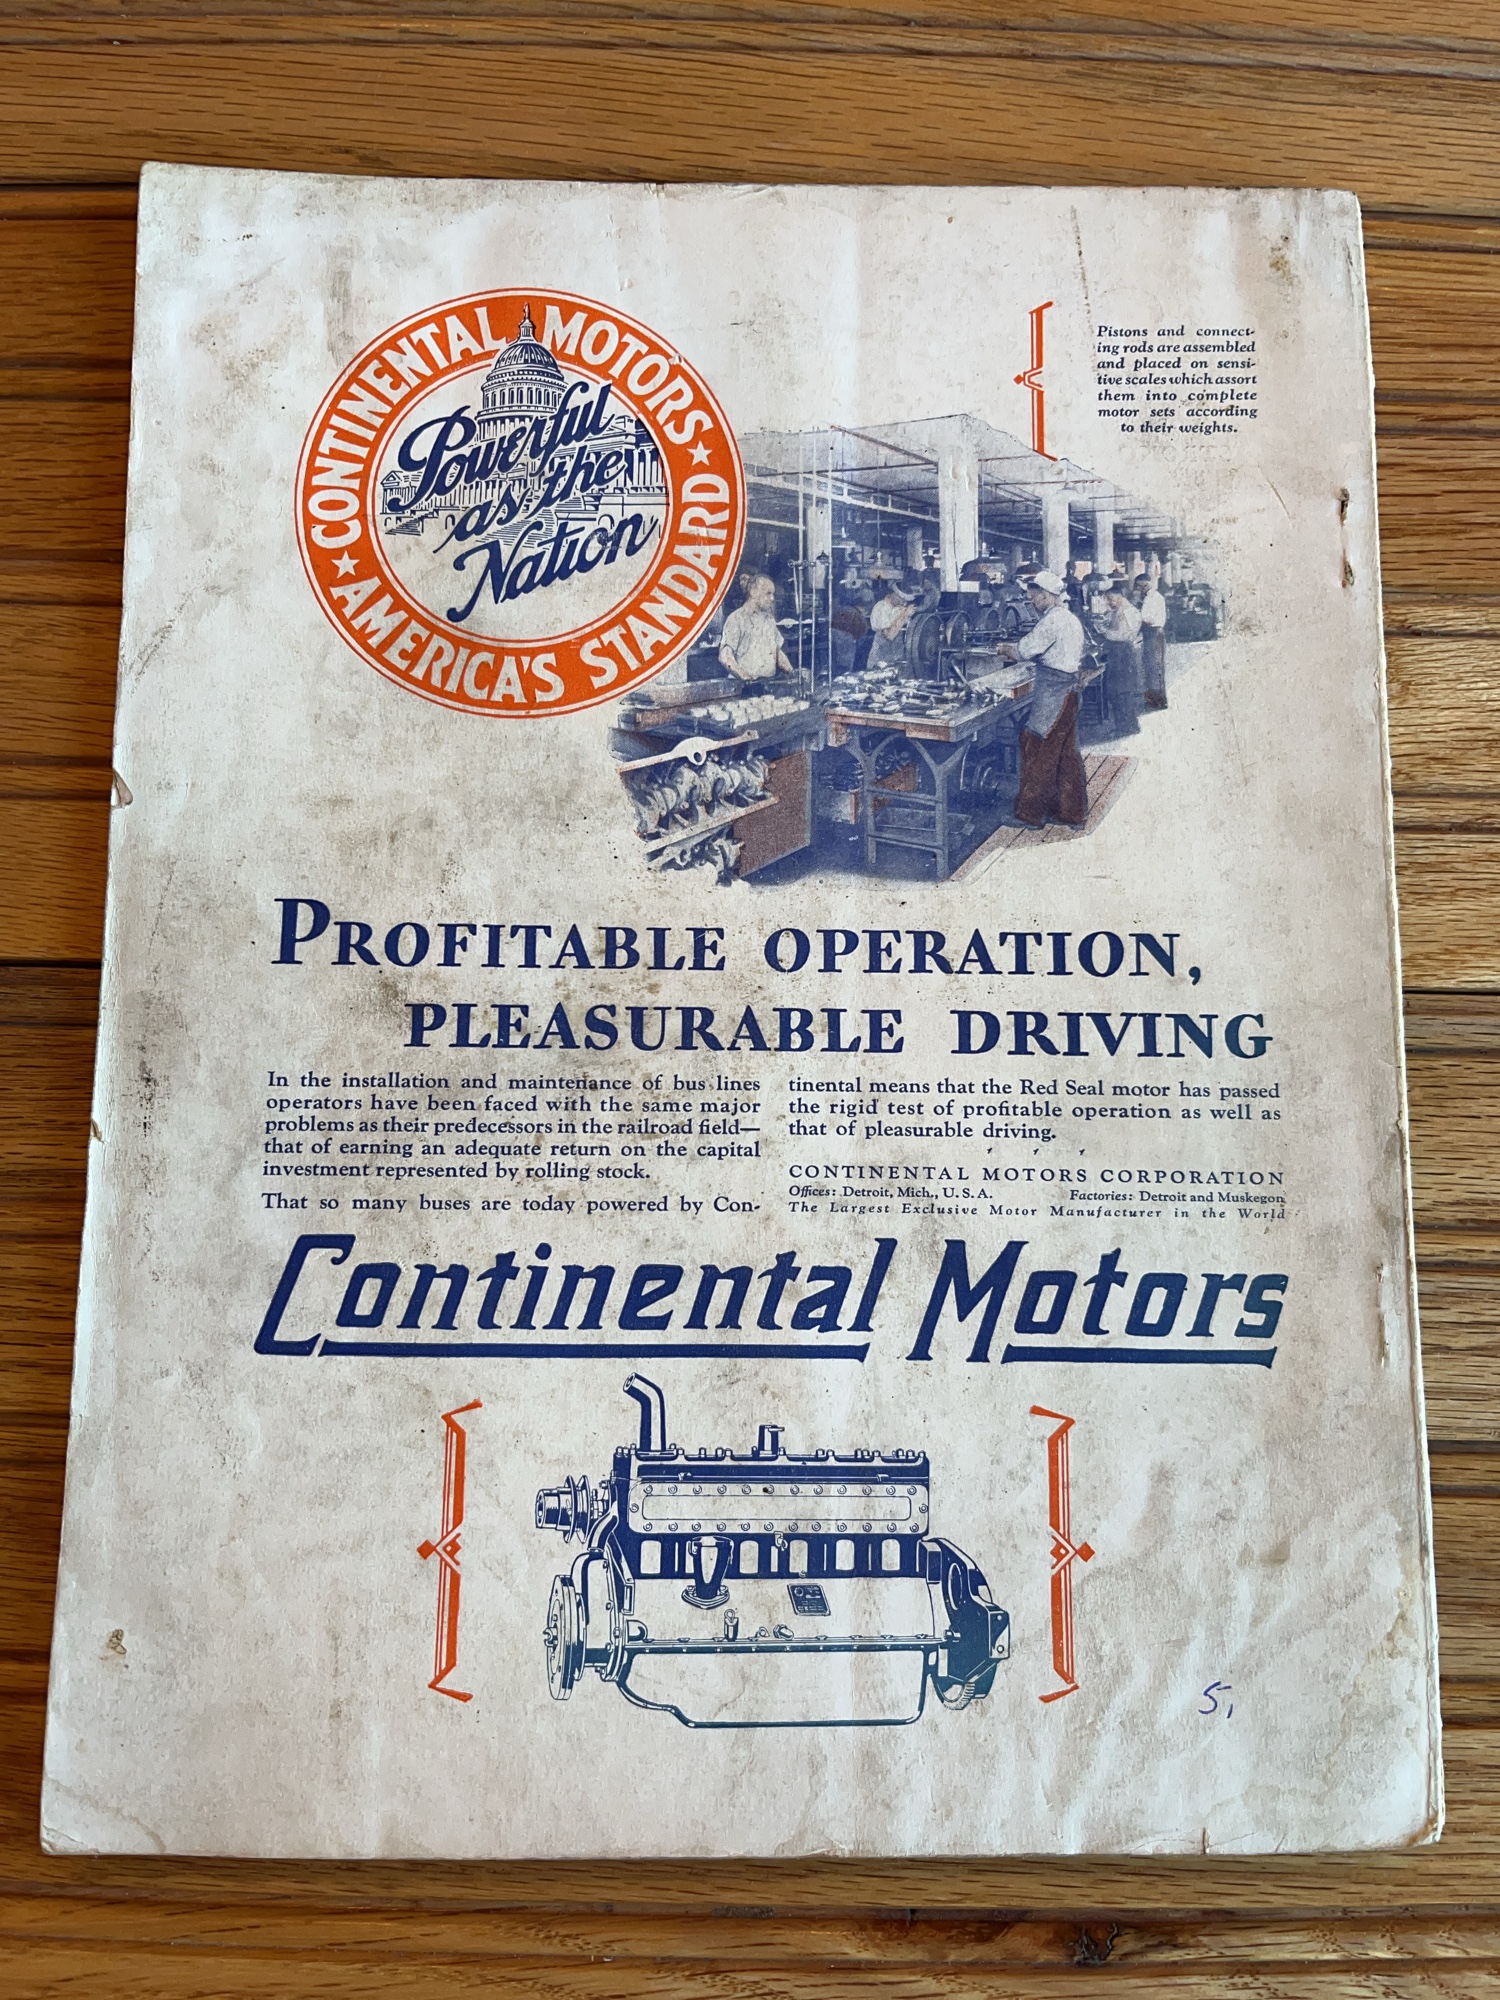 CONTINENTAL MOTORS
Powerful
as the
Nation
AMERICA'S STANDARD
Pistons and connect-
ing rods are assembled
and placed on sensi-
tive scales which assort
them into complete
motor sets according
to their weights.
PROFITABLE OPERATION,
PLEASURABLE DRIVING
In the installation and maintenance of bus lines
operators have been faced with the same major
problems as their predecessors in the railroad field—
that of earning an adequate return on the capital
investment represented by rolling stock.
That so many buses are today powered by Con-
tinental means that the Red Seal motor has passed
the rigid test of profitable operation as well as
that of pleasurable driving.
CONTINENTAL MOTORS CORPORATION
Offices: Detroit, Mich., U. S. A. Factories: Detroit and Muskegon
The Largest Exclusive Motor Manufacturer in the World
Continental Motors
5,